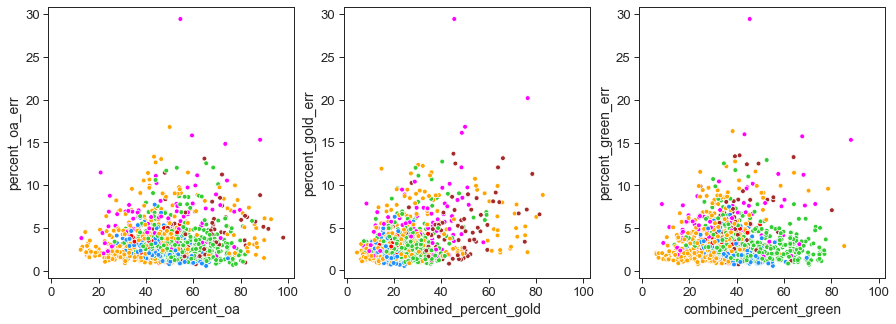 30
25
20
15
10
5
0
percent_oa_err
0 20 40 60 80 100
combined_percent_oa
30
25
20
15
10
5
0
percent_gold_err
0 20 40 60 80 100
combined_percent_gold
30
25
20
15
10
5
0
percent_green_err
0 20 40 60 80 100
combined_percent_green